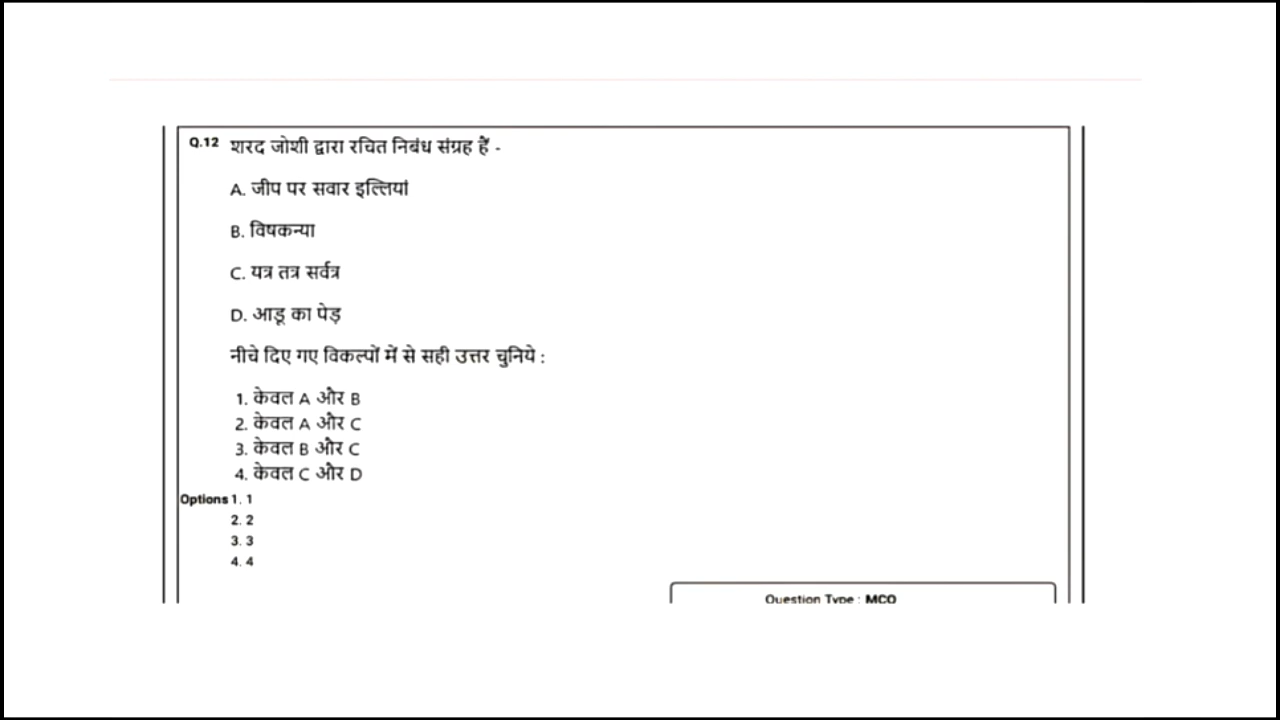 Q.12 शरद जोशी द्वारा रचित निबंध संग्रह हैं -
A. जीप पर सवार इल्लियां
B. विषकन्या
C. यत्र तत्र सर्वत्र
D. आडू का पेड़
नीचे दिए गए विकल्पों में से सही उत्तर चुनिये :
1. केवल A और B
2. केवल A और C
3. केवल B और C
4. केवल C और D
Options 1. 1
2. 2
3. 3
4. 4
Question Type : MCQ